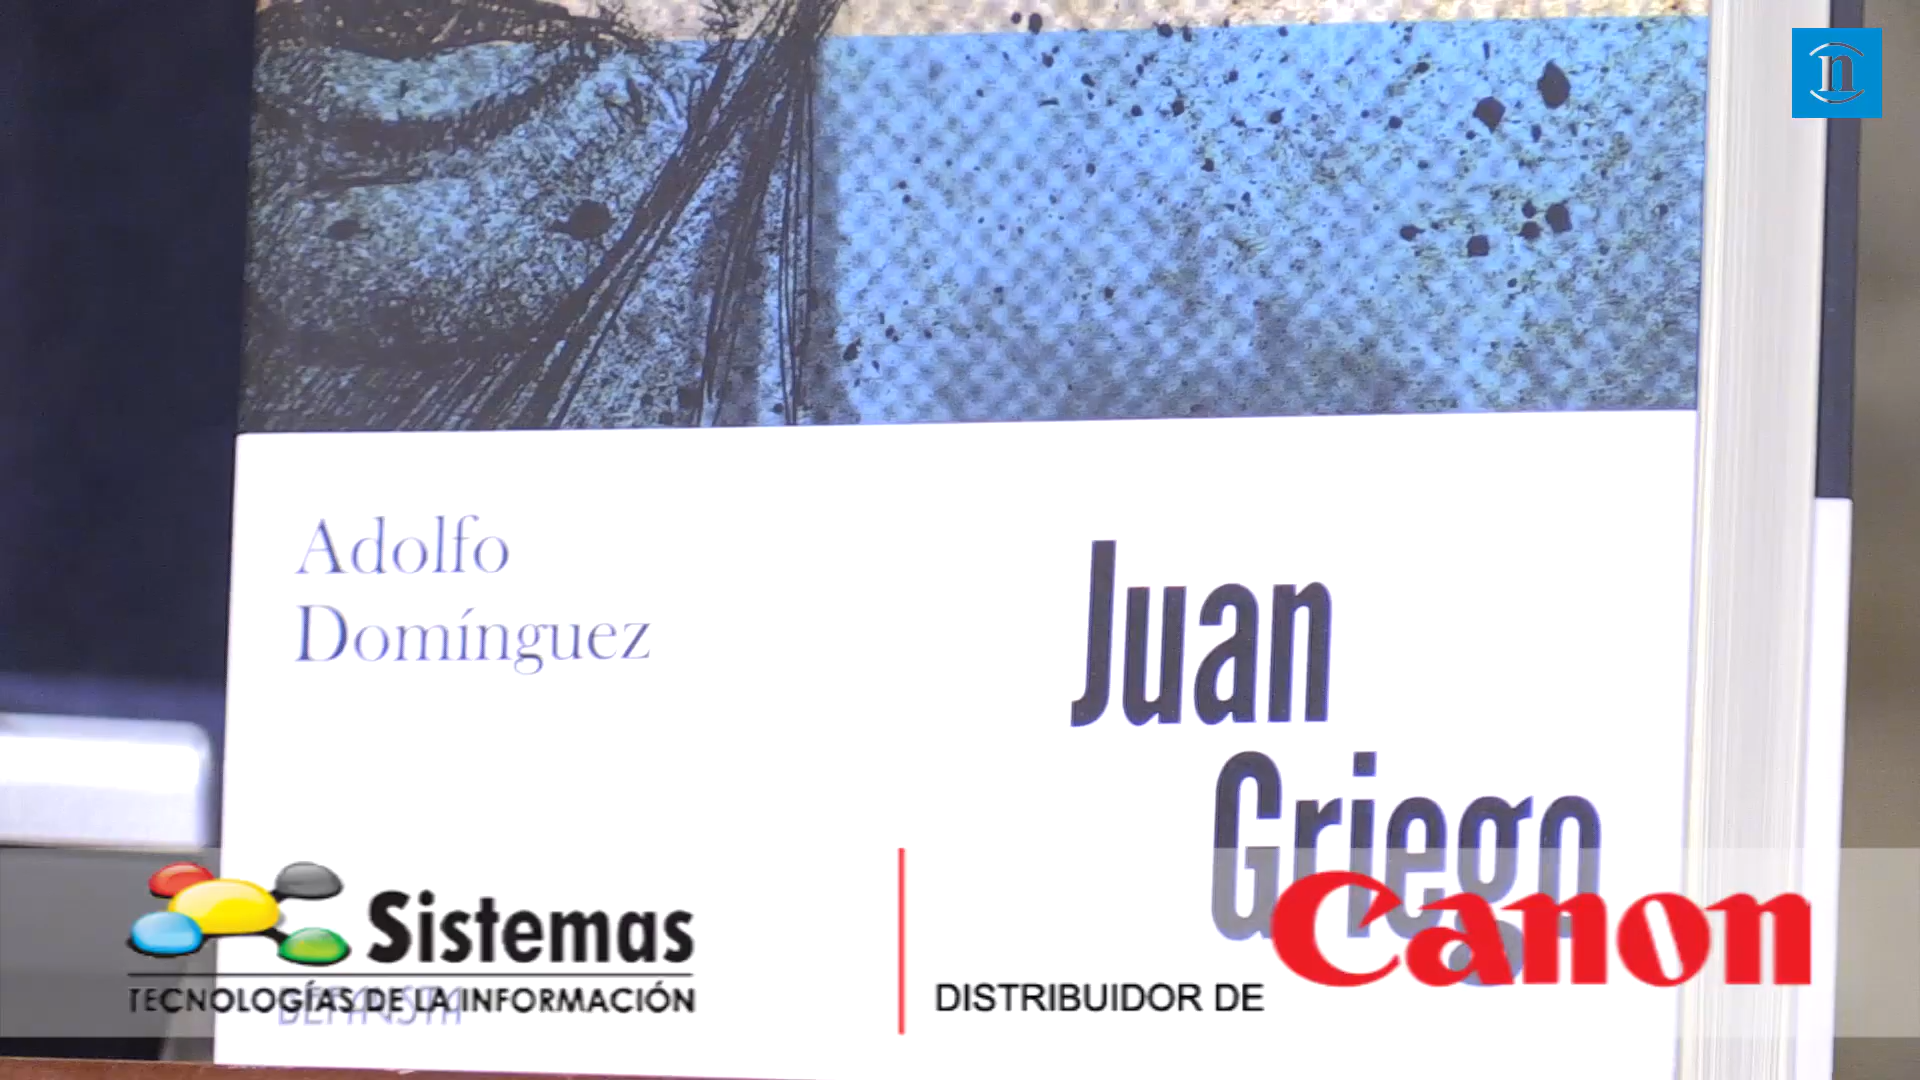 n
Adolfo
Domínguez
Juan
Griego
Sistemas
TECNOLOGÍAS DE LA INFORMACIÓN
DISTRIBUIDOR DE
Canon